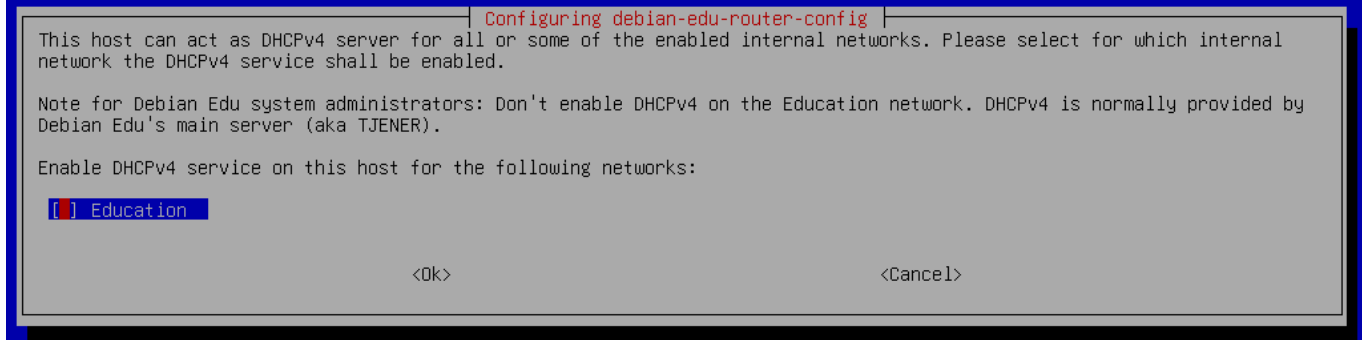 Configuring debian-edu-router-config
This host can act as DHCPv4 server for all or some of the enabled internal networks. Please select for which internal
network the DHCPv4 service shall be enabled.
Note for Debian Edu system administrators: Don't enable DHCPv4 on the Education network. DHCPv4 is normally provided by
Debian Edu's main server (aka TJENER).
Enable DHCPv4 service on this host for the following networks:
[ ] Education
<Ok> <Cancel>